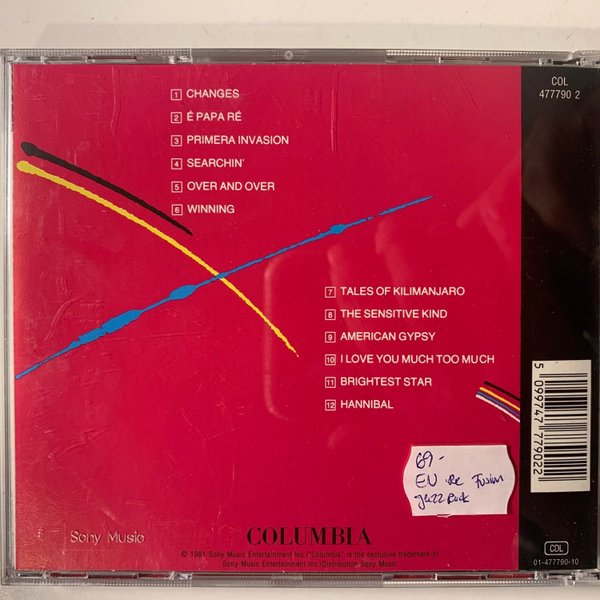 COL
477790 2
1 CHANGES
2 É PAPA RÉ
3 PRIMERA INVASION
4 SEARCHIN'
5 OVER AND OVER
6 WINNING
7 TALES OF KILIMANJARO
8 THE SENSITIVE KIND
9 AMERICAN GYPSY
10 I LOVE YOU MUCH TOO MUCH
11 BRIGHTEST STAR
12 HANNIBAL
5 099747 779022
69-
EU Re Fusion
Jazz Rock
Sony Music
COLUMBIA
© 1981 Sony Music Entertainment Inc./"Columbia" is the exclusive trademark of
Sony Music Entertainment Inc./Distribution Sony Music
CDL
01-477790-10